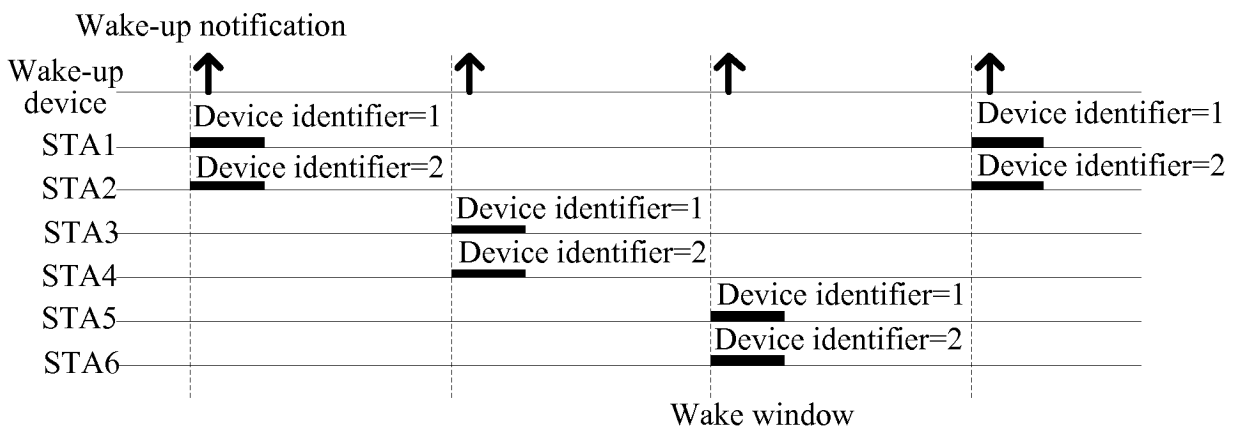 Wake-up notification
Wake-up
device
Device identifier=1
Device identifier=1
STA1
Device identifier=2
Device identifier=2
STA2
Device identifier=1
STA3
Device identifier=2
STA4
Device identifier=1
STA5
Device identifier=2
STA6
Wake window